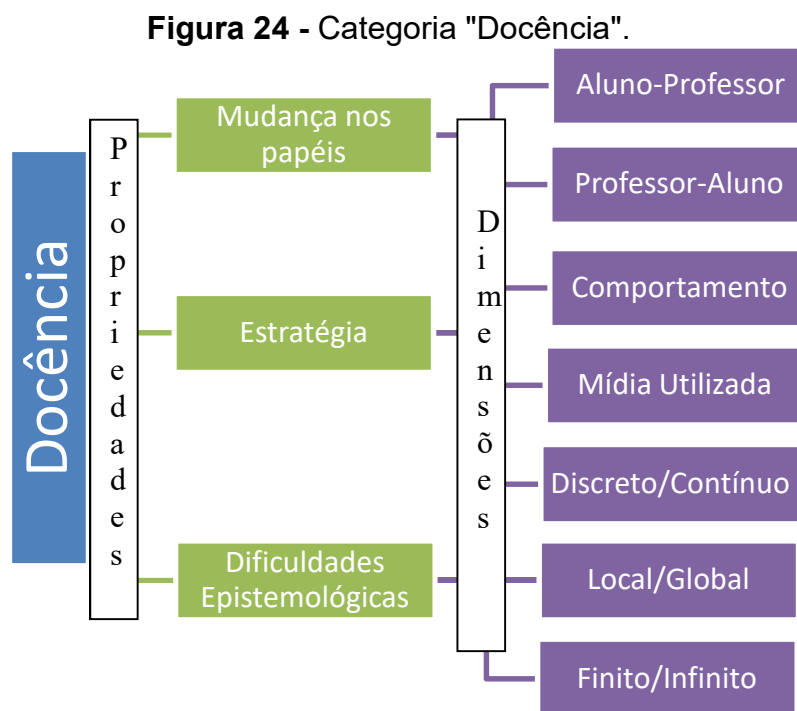 Figura 24 - Categoria "Docência".
Docência
Propriedades
Mudança nos
papéis
Estratégia
Dificuldades
Epistemológicas
Dimensões
Aluno-Professor
Professor-Aluno
Comportamento
Mídia Utilizada
Discreto/Contínuo
Local/Global
Finito/Infinito